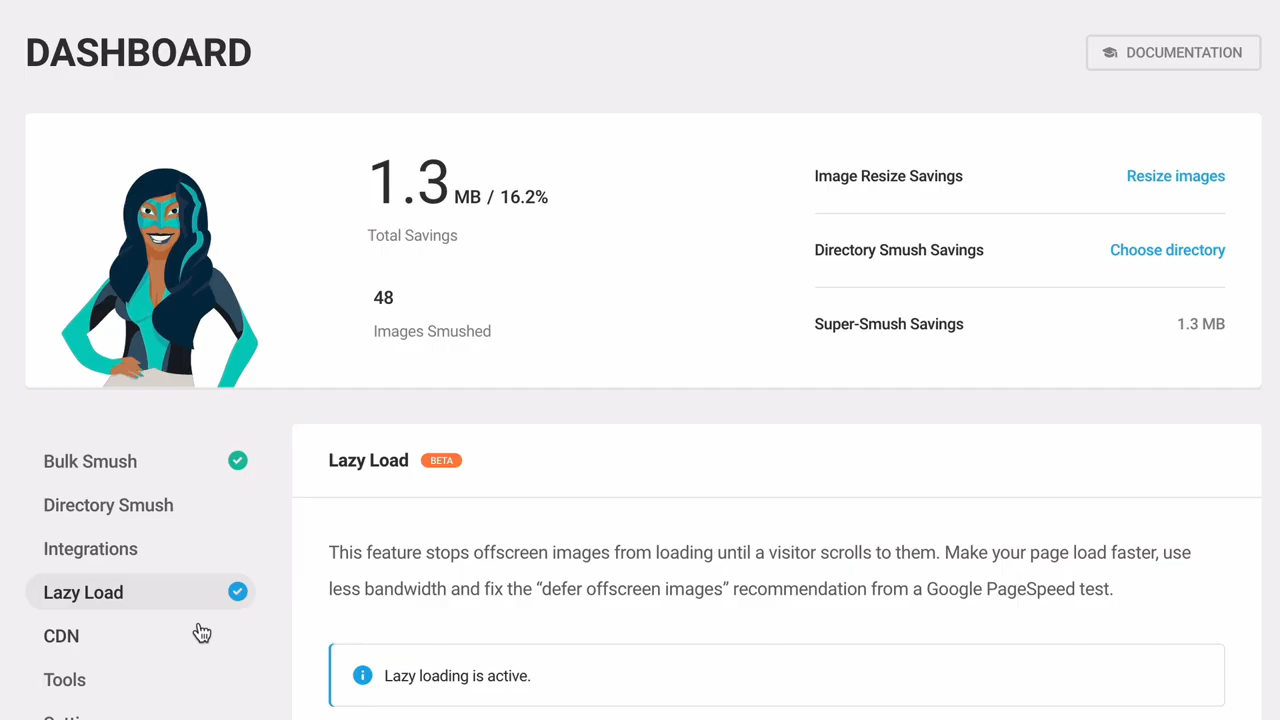 DASHBOARD
DOCUMENTATION
1.3 MB / 16.2%
Total Savings
48
Images Smushed
Image Resize Savings
Resize images
Directory Smush Savings
Choose directory
Super-Smush Savings
1.3 MB
Bulk Smush
Directory Smush
Integrations
Lazy Load
CDN
Tools
Lazy Load BETA
This feature stops offscreen images from loading until a visitor scrolls to them. Make your page load faster, use
less bandwidth and fix the “defer offscreen images” recommendation from a Google PageSpeed test.
Lazy loading is active.